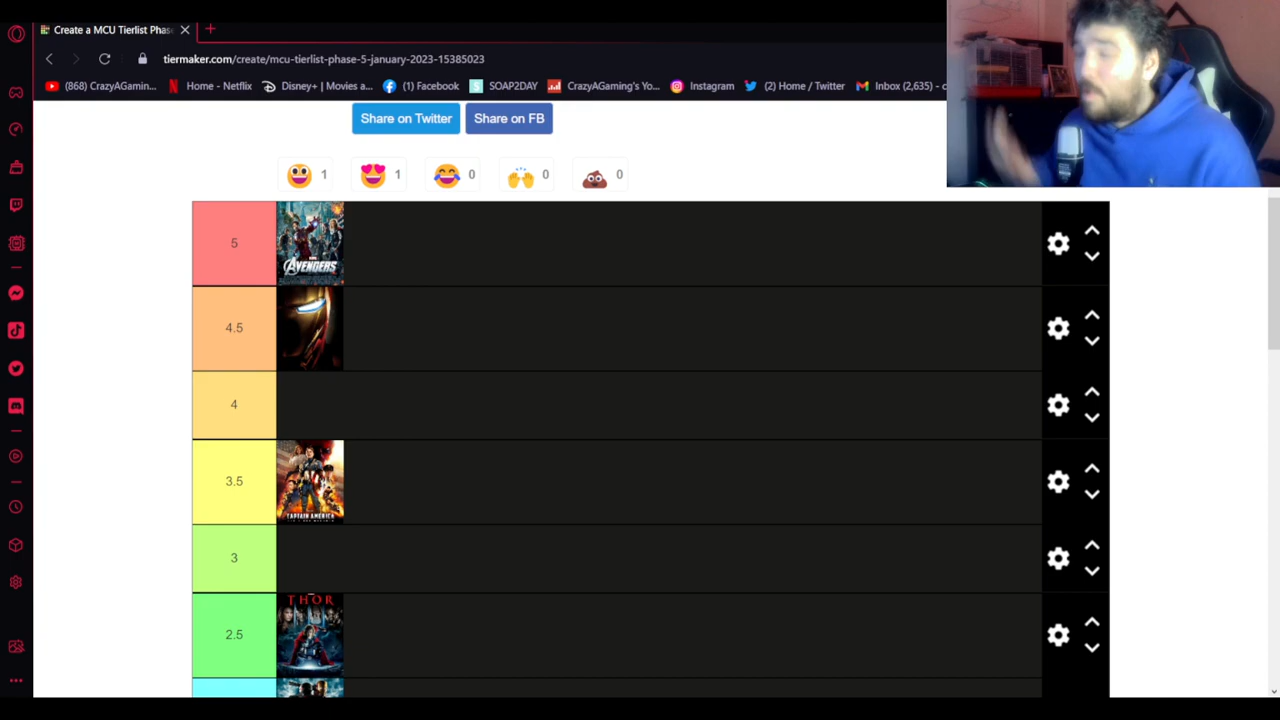 Create a MCU Tierlist Phas
tiermaker.com/create/mcu-tierlist-phase-5-january-2023-15385023
(868) CrazyAGamin... Home - Netflix Disney+ | Movies a... (1) Facebook SOAP2DAY CrazyAGaming's Yo... Instagram (2) Home / Twitter Inbox (2,635) - c
Share on Twitter Share on FB
1 1 0 0 0
5
AVENGERS
4.5
4
3.5
CAPTAIN AMERICA
3
THOR
2.5